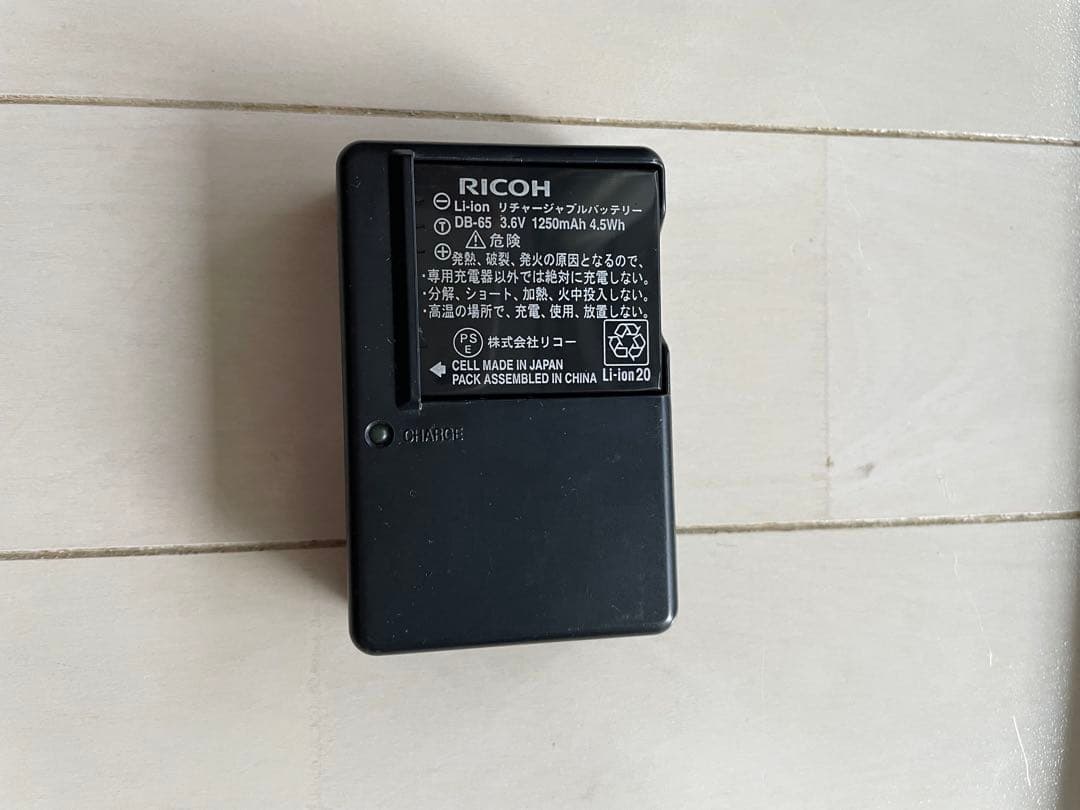 RICOH
⊖ Li-ion リチャージャブルバッテリー
Ⓣ DB-65 3.6V 1250mAh 4.5Wh
⚠危険
⊕発熱、破裂、発火の原因となるので、
・専用充電器以外では絶対に充電しない。
・分解、ショート、加熱、火中投入しない。
・高温の場所で、充電、使用、放置しない。
PS
E
株式会社リコー
CELL MADE IN JAPAN
PACK ASSEMBLED IN CHINA
Li-ion20
CHARGE